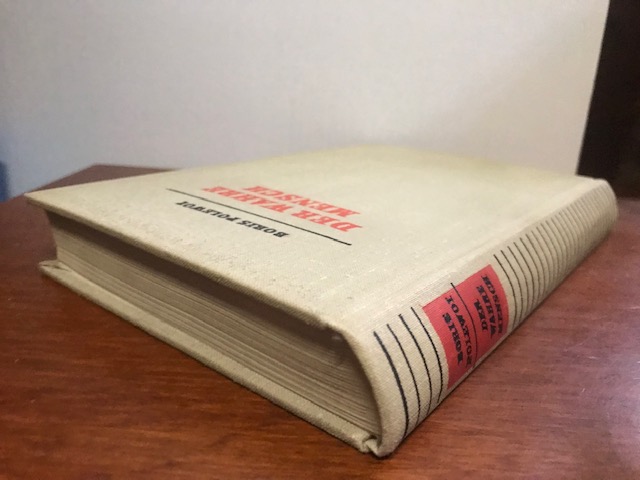 BORIS POLEWOI
DER WAHRE
MENSCH
BORIS
POLEWOI
DER
WAHRE
MENSCH